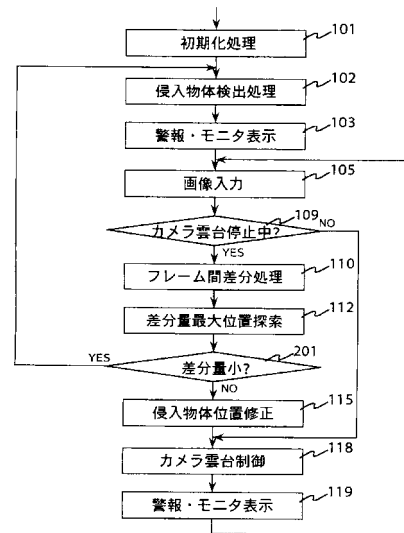 初期化処理 101
侵入物体検出処理 102
警報・モニタ表示 103
画像入力 105
カメラ雲台停止中? 109 NO
YES
フレーム間差分処理 110
差分量最大位置探索 112
YES 差分量小? 201
NO
侵入物体位置修正 115
カメラ雲台制御 118
警報・モニタ表示 119